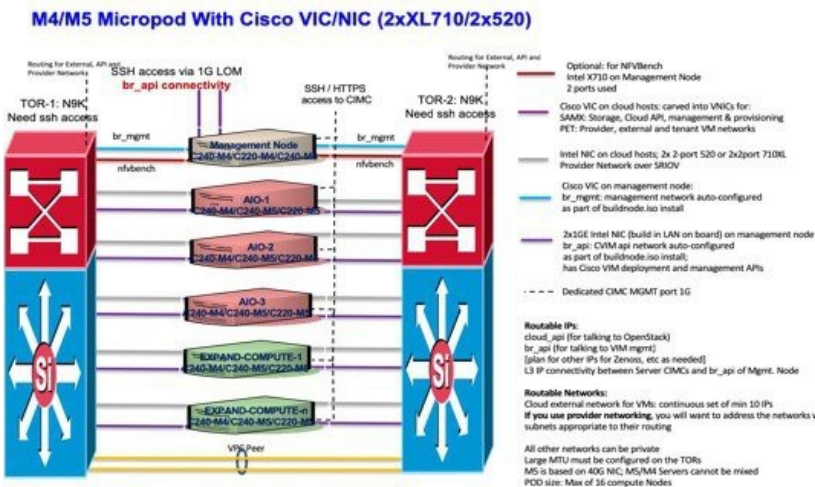 M4/M5 Micropod With Cisco VIC/NIC (2xXL710/2x520)
Routing for External, API and
Provider Networks
SSH access via 1G LOM
br_api connectivity
SSH / HTTPS
access to CIMC
Routing for External, API and
Provider Network
TOR-1: N9K
Need ssh access
TOR-2: N9K
Need ssh access
br_mgmt
Management Node
C240-M4/C220-M4/C240-M5
br_mgmt
nfvbench
nfvbench
AIO-1
C240-M4/C240-M5/C220-M5
AIO-2
C240-M4/C240-M5/C220-M5
AIO-3
C240-M4/C240-M5/C220-M5
EXPAND-COMPUTE-1
C240-M4/C240-M5/C220-M5
EXPAND-COMPUTE-n
C240-M4/C240-M5/C220-M5
VPC Peer
Si
Si
Optional: for NFVBench
Intel X710 on Management Node
2 ports used
Cisco VIC on cloud hosts: carved into VNICs for:
SAMX: Storage, Cloud API, management & provisioning
PET: Provider, external and tenant VM networks
Intel NIC on cloud hosts; 2x 2-port 520 or 2x2port 710XL
Provider Network over SRIOV
Cisco VIC on management node:
br_mgmt: management network auto-configured
as part of buildnode.iso install
2x1GE Intel NIC (build in LAN on board) on management node
br_api: CVIM api network auto-configured
as part of buildnode.iso install;
has Cisco VIM deployment and management APIs
Dedicated CIMC MGMT port 1G
Routable IPs:
cloud_api (for talking to OpenStack)
br_api (for talking to VIM mgmt)
[plan for other IPs for Zenoss, etc as needed]
L3 IP connectivity between Server CIMCs and br_api of Mgmt. Node
Routable Networks:
Cloud external network for VMs: continuous set of min 10 IPs
If you use provider networking, you will want to address the networks
subnets appropriate to their routing
All other networks can be private
Large MTU must be configured on the TORs
M5 is based on 40G NIC; M5/M4 Servers cannot be mixed
POD size: Max of 16 compute Nodes